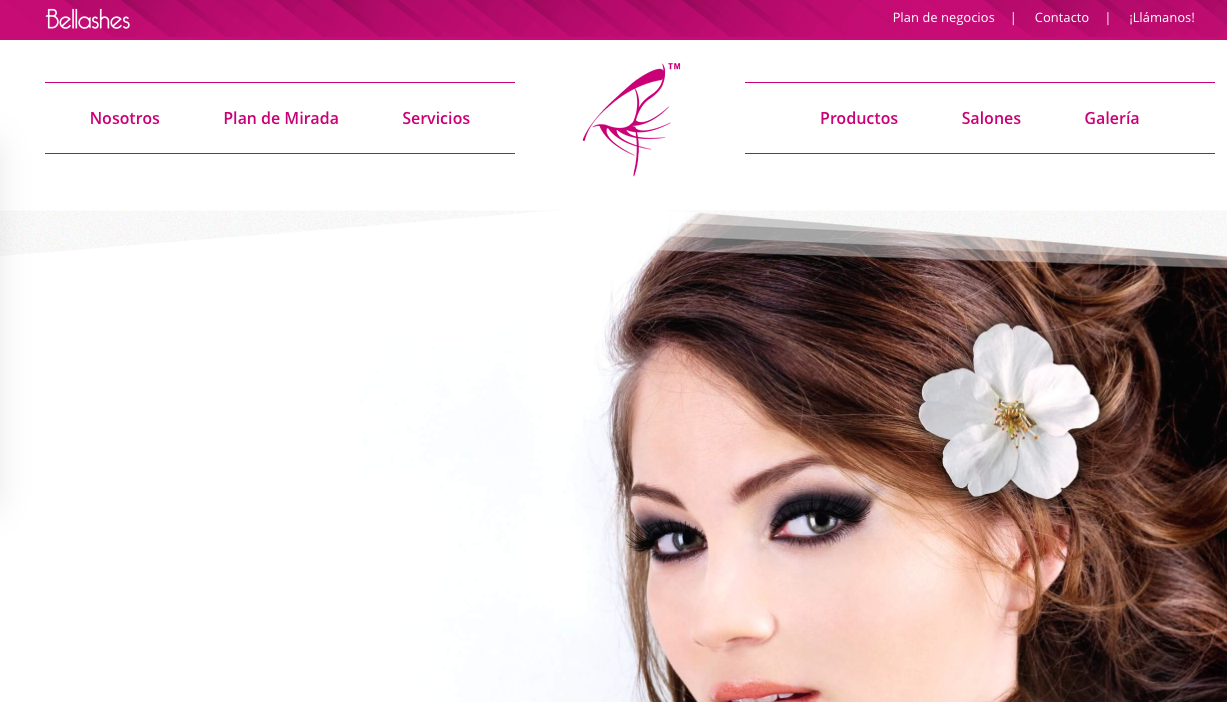 Bellashes
Plan de negocios | Contacto | ¡Llámanos!
Nosotros Plan de Mirada Servicios
TM
Productos Salones Galería